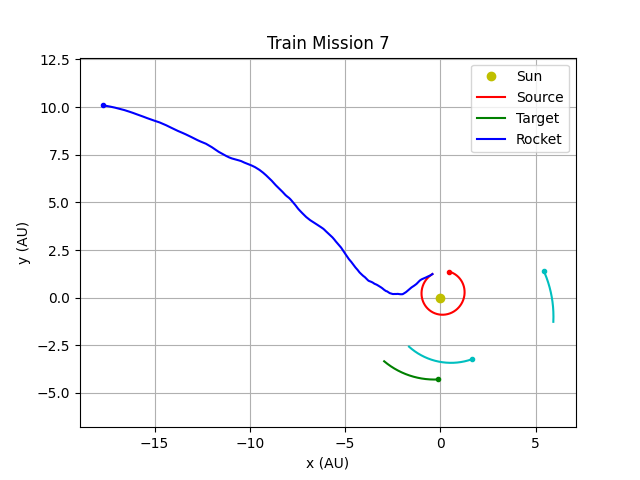 Train Mission 7
12.5
10.0
7.5
5.0
2.5
0.0
−2.5
−5.0
y (AU)
Sun
Source
Target
Rocket
−15
−10
−5
0
5
x (AU)